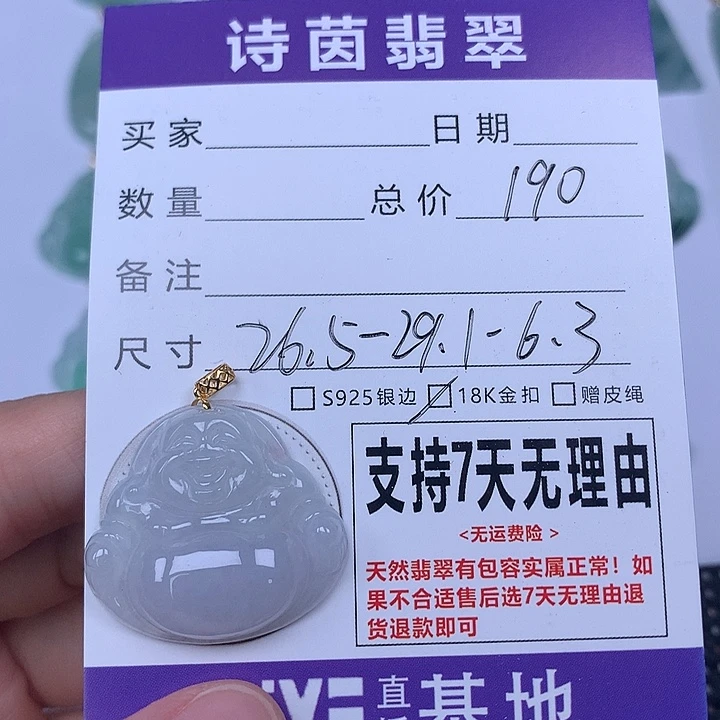 诗茵翡翠
买家 日期
数量 总价 190
备注
尺寸 26.5-29.1-6.3
S925银边 18K金扣 赠皮绳
支持7天无理由
<无运费险 >
天然翡翠有包容实属正常！如
果不合适售后选7天无理由退
货退款即可
直
基地